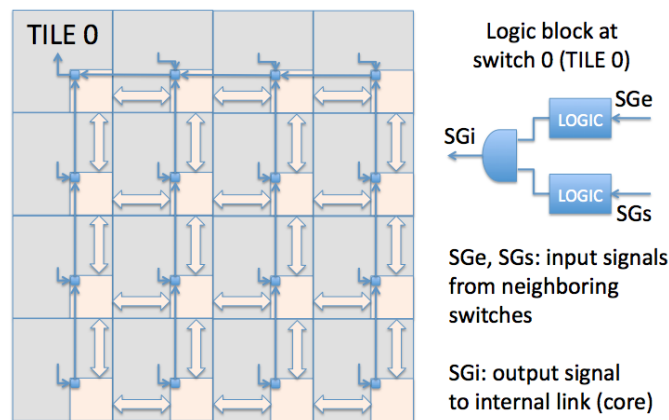 TILE 0
Logic block at
switch 0 (TILE 0)
SGe
LOGIC
SGi
LOGIC
SGs
SGe, SGs: input signals
from neighboring
switches
SGi: output signal
to internal link (core)